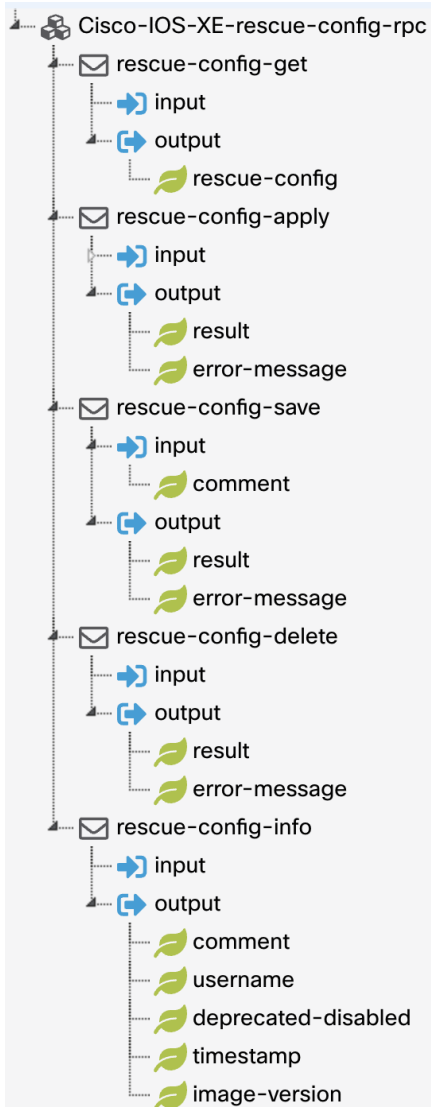 Cisco-IOS-XE-rescue-config-rpc
rescue-config-get
input
output
rescue-config
rescue-config-apply
input
output
result
error-message
rescue-config-save
input
comment
output
result
error-message
rescue-config-delete
input
output
result
error-message
rescue-config-info
input
output
comment
username
deprecated-disabled
timestamp
image-version